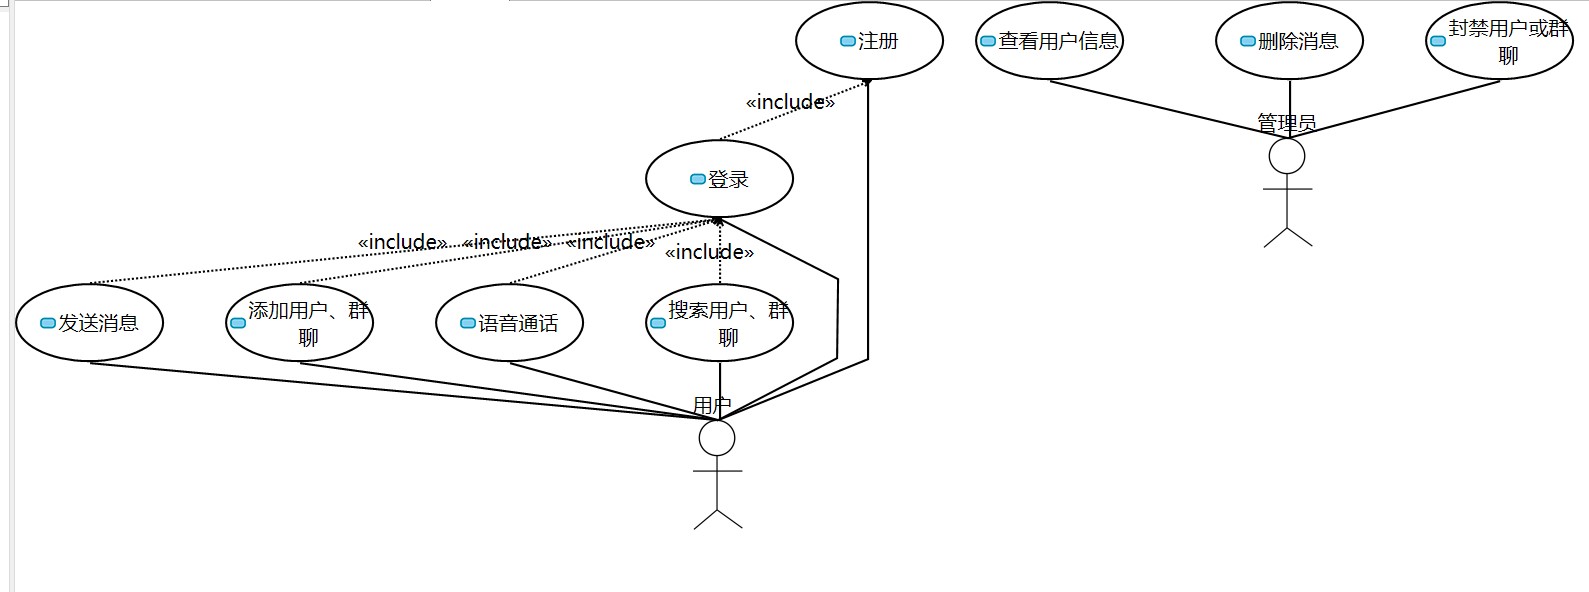 注册
查看用户信息
删除消息
封禁用户或群
聊
«include»
管理员
登录
«include»
«include»
«include»
«include»
发送消息
添加用户、群
聊
语音通话
搜索用户、群
聊
用户